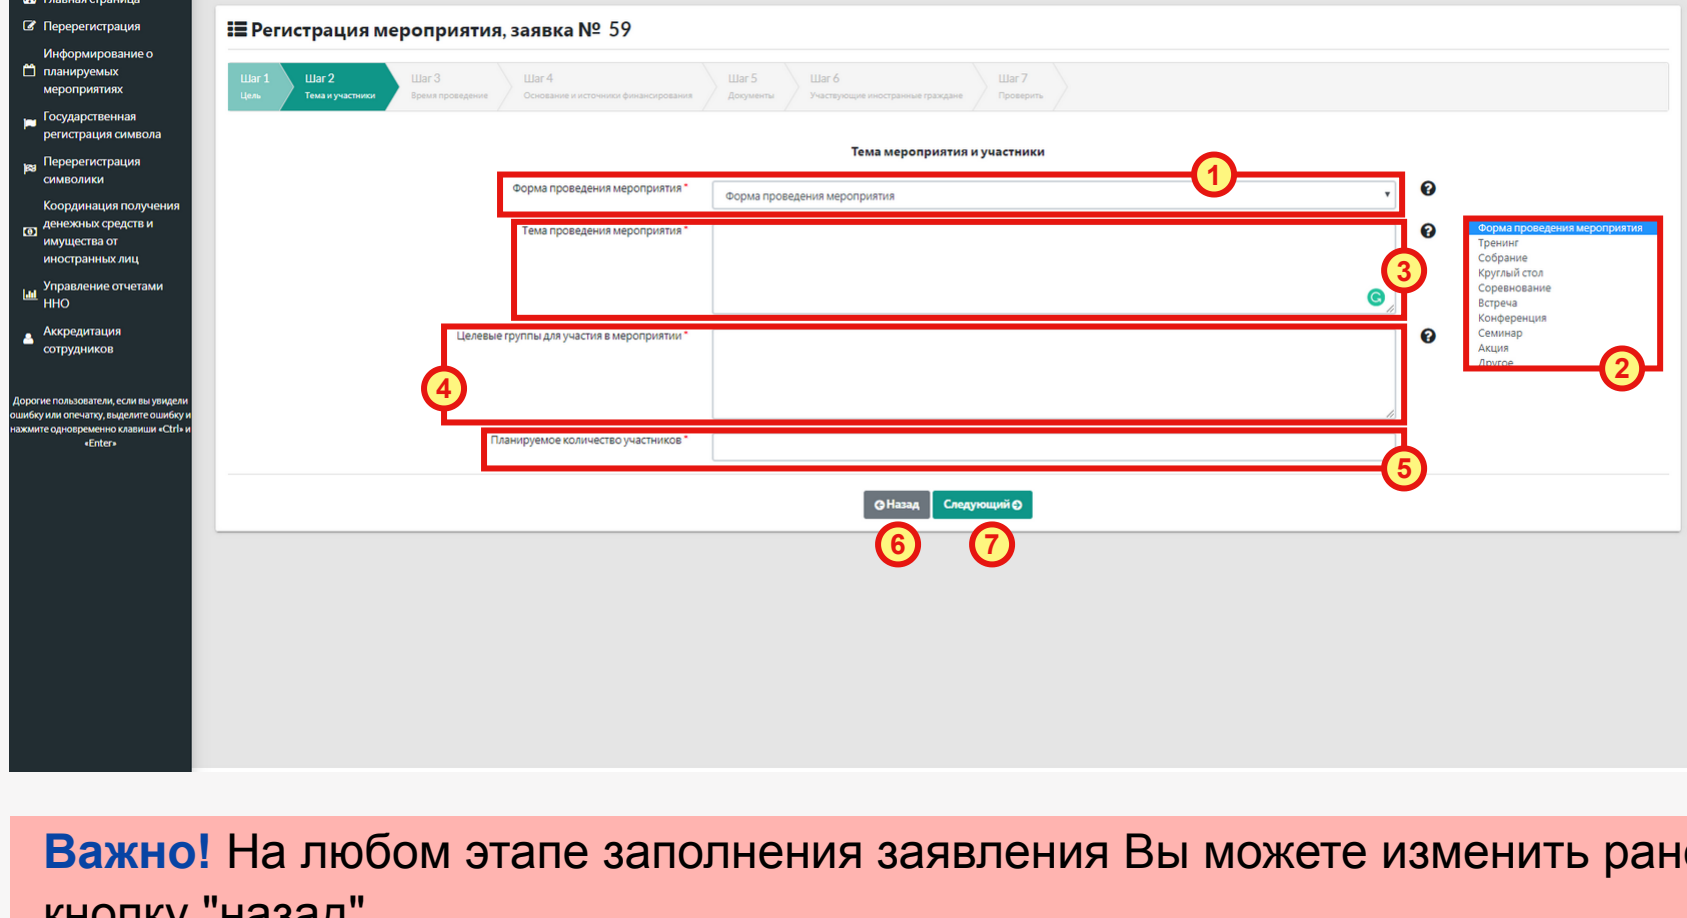 Главная страница
Перерегистрация
Информирование о
планируемых
мероприятиях
Государственная
регистрация символа
Перерегистрация
символики
Координация получения
денежных средств и
имущества от
иностранных лиц
Управление отчетами
ННО
Аккредитация
сотрудников
Дорогие пользователи, если вы увидели
ошибку или опечатку, выделите ошибку и
нажмите одновременно клавиши «Ctrl» и
«Enter»
Регистрация мероприятия, заявка № 59
Шаг 1
Цель
Шаг 2
Тема и участники
Шаг 3
Время проведение
Шаг 4
Основание и источники финансирования
Шаг 5
Документы
Шаг 6
Участвующие иностранные граждане
Шаг 7
Проверить
Тема мероприятия и участники
1
Форма проведения мероприятия *
Форма проведения мероприятия
Тема проведения мероприятия *
3
Целевые группы для участия в мероприятии *
4
Планируемое количество участников *
5
Форма проведения мероприятия
Тренинг
Собрание
Круглый стол
Соревнование
Встреча
Конференция
Семинар
Акция
Другое
2
Назад
Следующий
6
7
Важно! На любом этапе заполнения заявления Вы можете изменить ран
кнопку "назад"